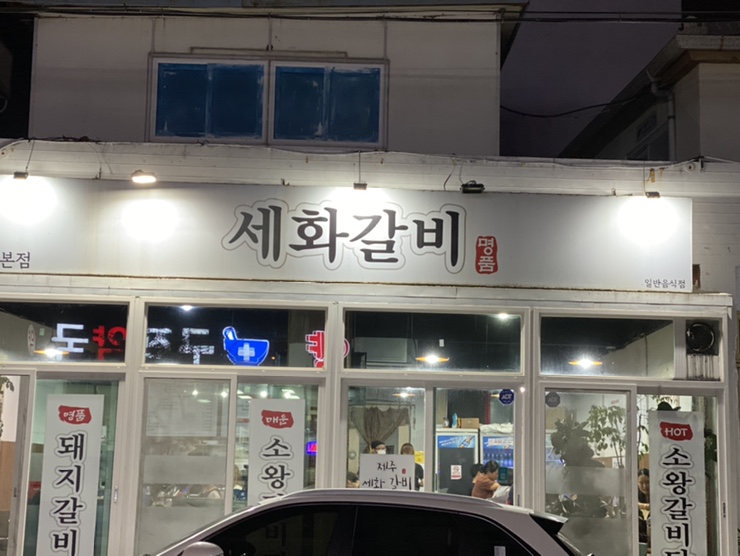 세화갈비
명품
본점
일반음식점
명품
돼지갈비
매운
소왕
제주
세화갈비
HOT
소왕갈비